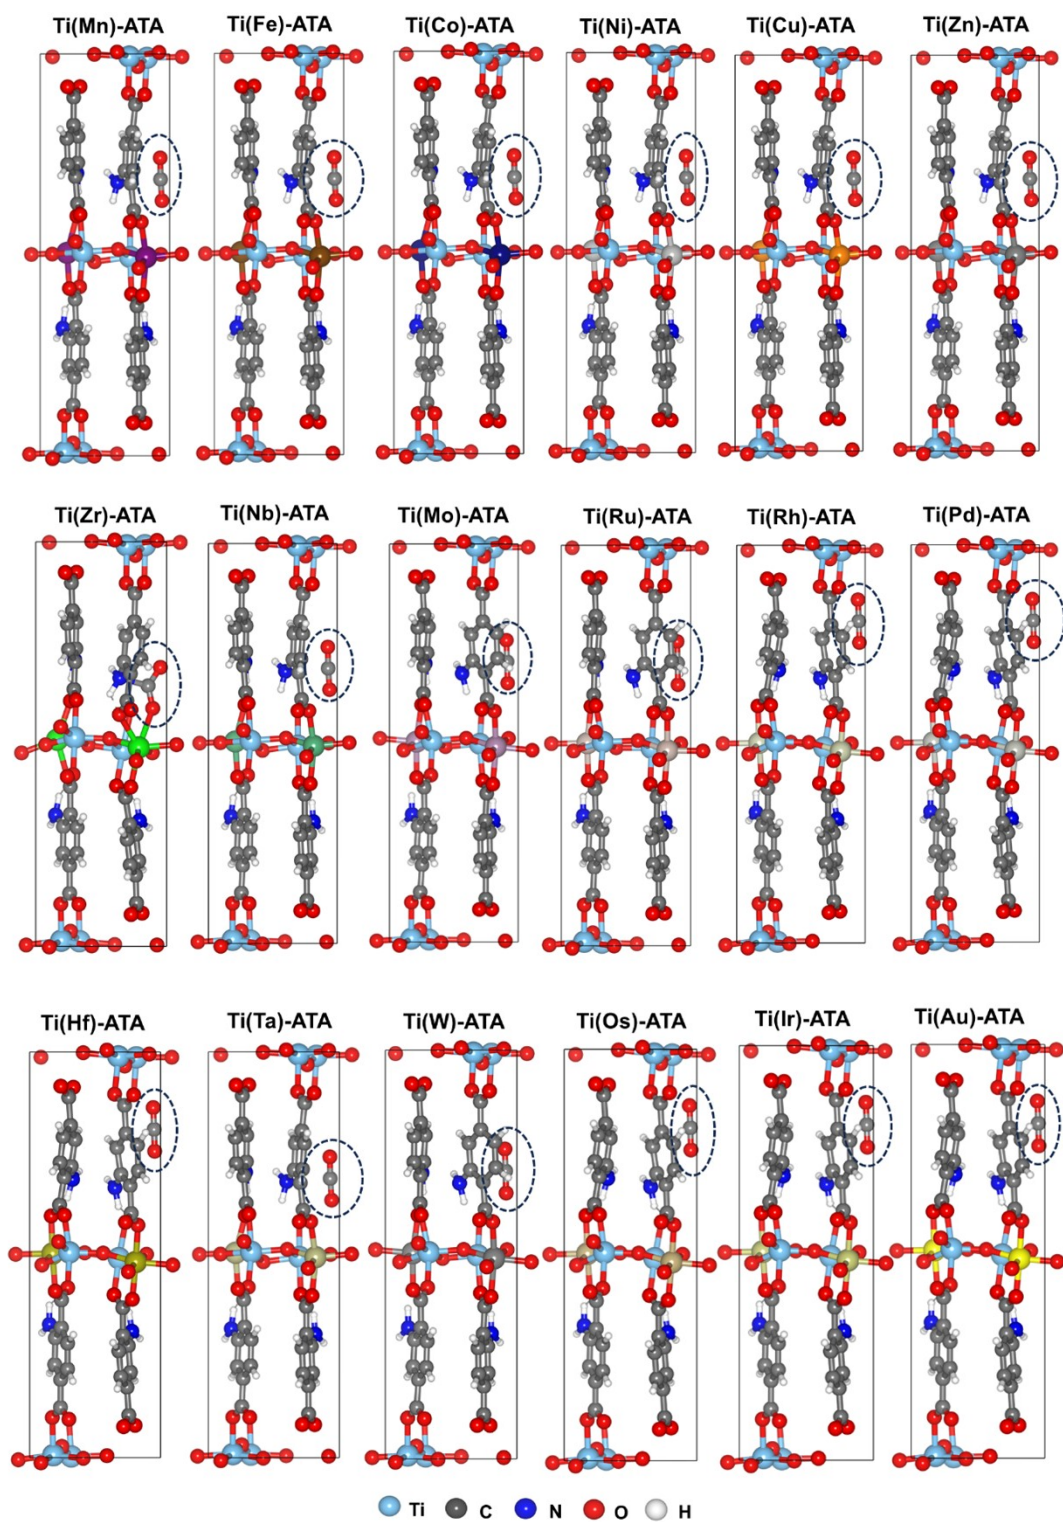 Ti(Mn)-ATA Ti(Fe)-ATA Ti(Co)-ATA Ti(Ni)-ATA Ti(Cu)-ATA Ti(Zn)-ATA
Ti(Zr)-ATA Ti(Nb)-ATA Ti(Mo)-ATA Ti(Ru)-ATA Ti(Rh)-ATA Ti(Pd)-ATA
Ti(Hf)-ATA Ti(Ta)-ATA Ti(W)-ATA Ti(Os)-ATA Ti(Ir)-ATA Ti(Au)-ATA
Ti C N O H